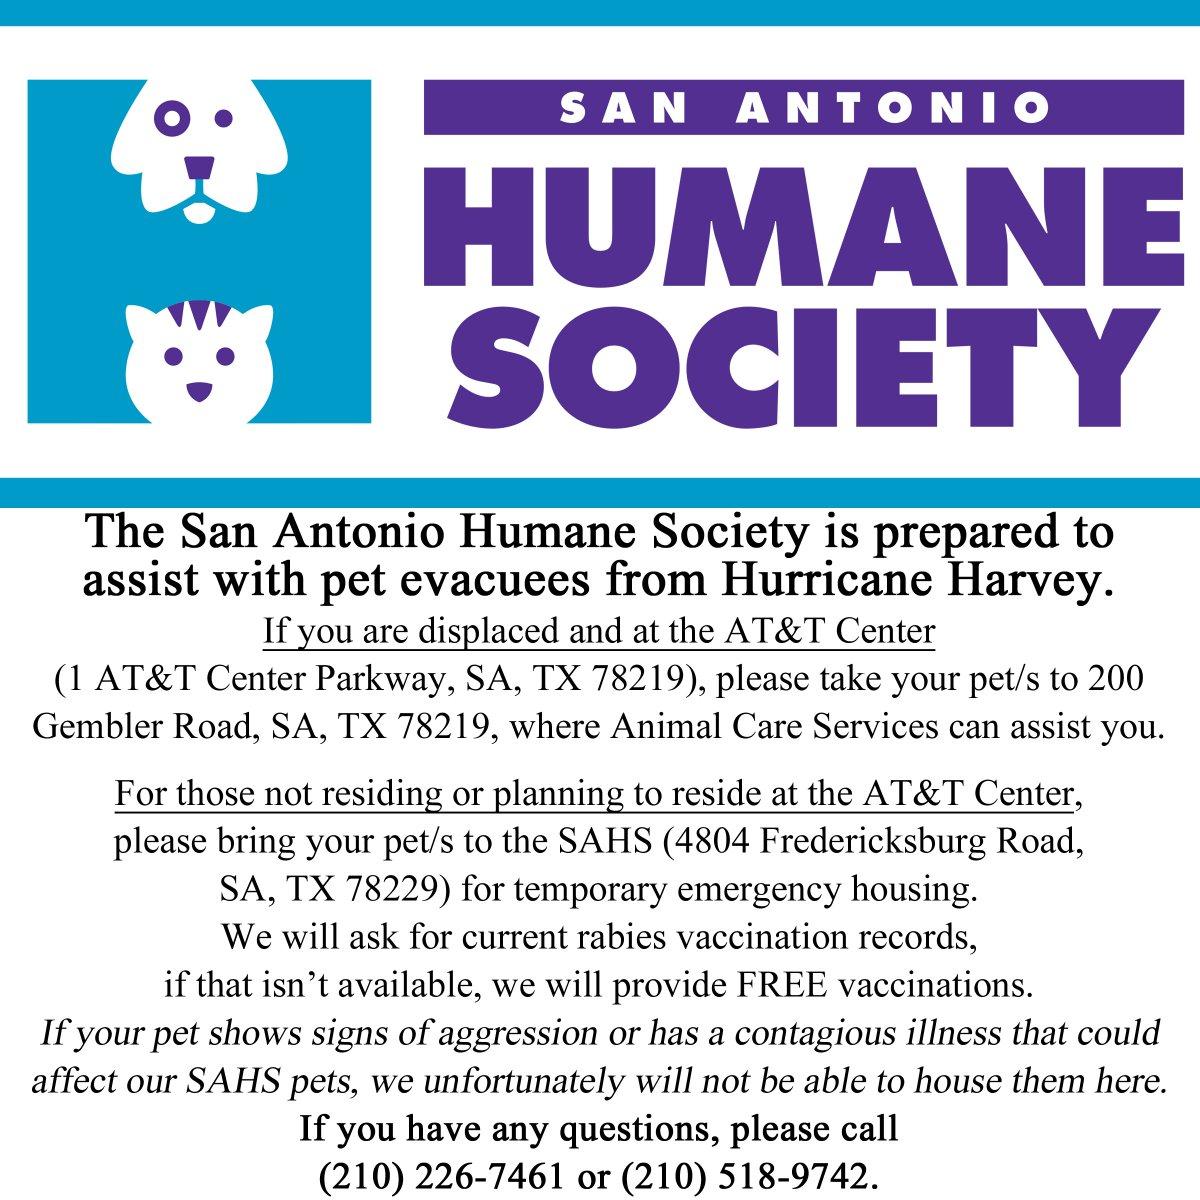 SAN ANTONIO
HUMANE
SOCIETY
The San Antonio Humane Society is prepared to
assist with pet evacuees from Hurricane Harvey.
If you are displaced and at the AT&T Center
(1 AT&T Center Parkway, SA, TX 78219), please take your pet/s to 200
Gembler Road, SA, TX 78219, where Animal Care Services can assist you.
For those not residing or planning to reside at the AT&T Center,
please bring your pet/s to the SAHS (4804 Fredericksburg Road,
SA, TX 78229) for temporary emergency housing.
We will ask for current rabies vaccination records,
if that isn’t available, we will provide FREE vaccinations.
If your pet shows signs of aggression or has a contagious illness that could
affect our SAHS pets, we unfortunately will not be able to house them here.
If you have any questions, please call
(210) 226-7461 or (210) 518-9742.